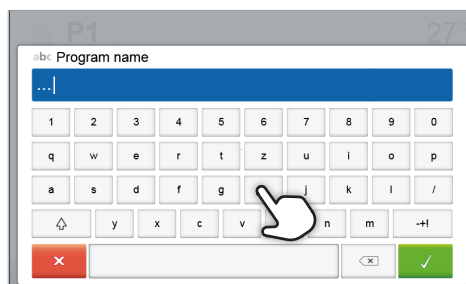 P1 27
abc Program name
...
1 2 3 4 5 6 7 8 9 0
q w e r t z u i o p
a s d f g j k l /
y x c v n m -+!